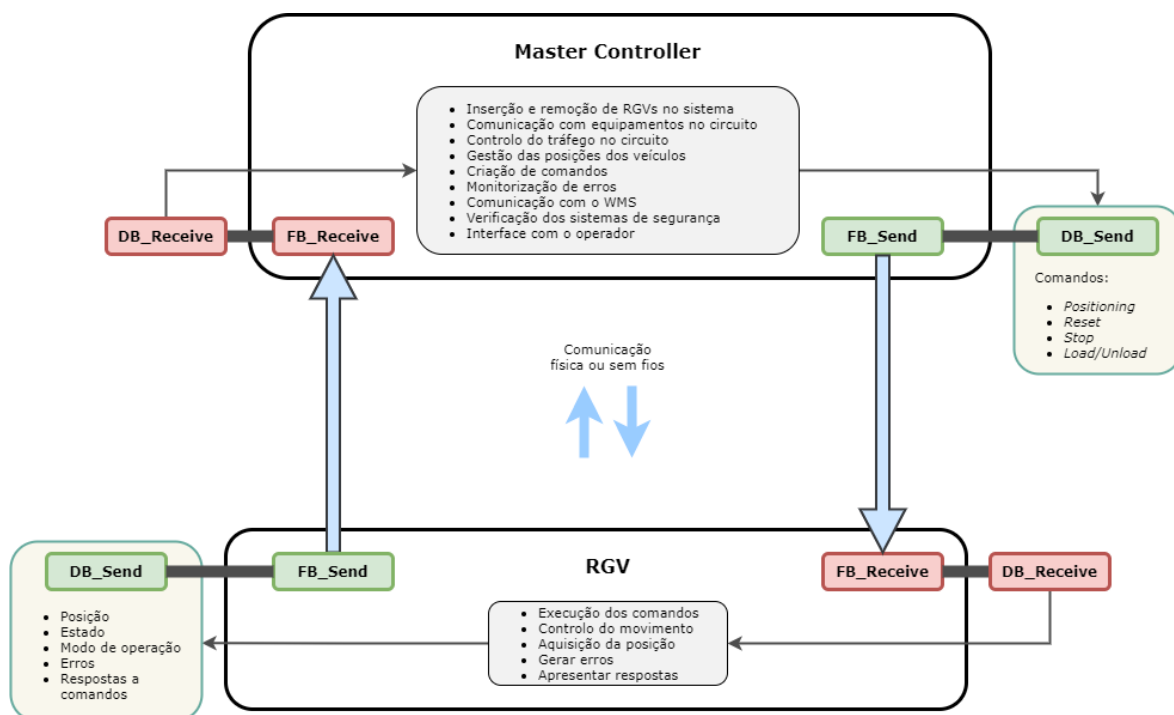 Master Controller
• Inserção e remoção de RGVs no sistema
• Comunicação com equipamentos no circuito
• Controlo do tráfego no circuito
• Gestão das posições dos veículos
• Criação de comandos
• Monitorização de erros
• Comunicação com o WMS
• Verificação dos sistemas de segurança
• Interface com o operador
DB_Receive
FB_Receive
FB_Send
DB_Send
Comandos:
• Positioning
• Reset
• Stop
• Load/Unload
Comunicação
física ou sem fios
DB_Send
FB_Send
RGV
FB_Receive
DB_Receive
• Posição
• Estado
• Modo de operação
• Erros
• Respostas a
comandos
• Execução dos comandos
• Controlo do movimento
• Aquisição da posição
• Gerar erros
• Apresentar respostas